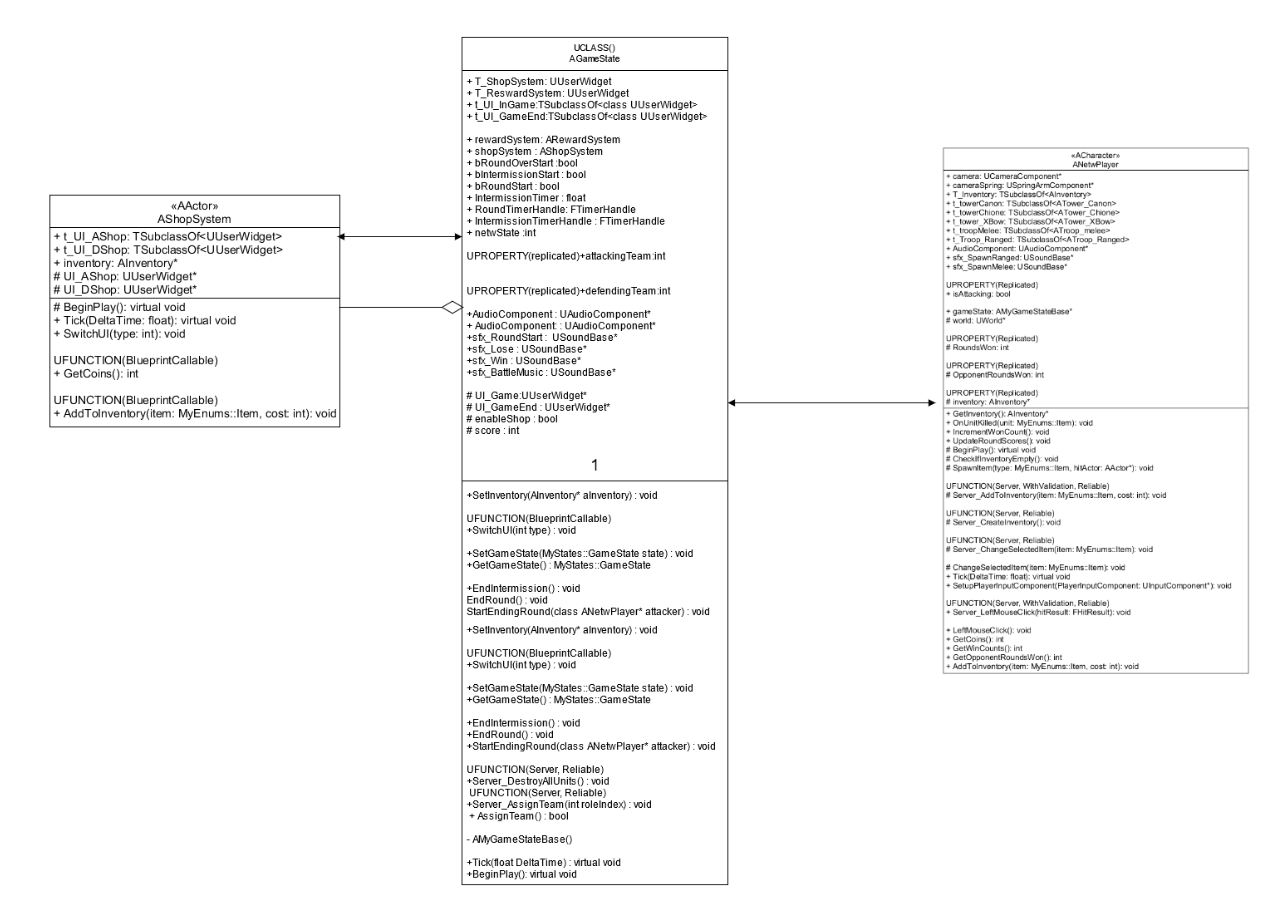 «AActor»
AShopSystem
+ t_UI_AShop: TSubclassOf<UUserWidget>
+ t_UI_DShop: TSubclassOf<UUserWidget>
+ inventory: AInventory*
# UI_AShop: UUserWidget*
# UI_DShop: UUserWidget*
# BeginPlay(): virtual void
+ Tick(DeltaTime: float): virtual void
+ SwitchUI(type: int): void
UFUNCTION(BlueprintCallable)
+ GetCoins(): int
UFUNCTION(BlueprintCallable)
+ AddToInventory(item: MyEnums::Item, cost: int): void
UCLASS()
AGameState
+ T_ShopSystem: UUserWidget
+ T_ReswardSystem: UUserWidget
+ t_UI_InGame:TSubclassOf<class UUserWidget>
+ t_UI_GameEnd:TSubclassOf<class UUserWidget>
+ rewardSystem: ARewardSystem
+ shopSystem : AShopSystem
+ bRoundOverStart :bool
+ bIntermissionStart : bool
+ bRoundStart : bool
+ IntermissionTimer : float
+ RoundTimerHandle: FTimerHandle
+ IntermissionTimerHandle : FTimerHandle
+ netwState :int
UPROPERTY(replicated)+attackingTeam:int
UPROPERTY(replicated)+defendingTeam:int
+AudioComponent : UAudioComponent*
+ AudioComponent: : UAudioComponent*
+sfx_RoundStart : USoundBase*
+sfx_Lose : USoundBase*
+sfx_Win : USoundBase*
+sfx_BattleMusic : USoundBase*
# UI_Game:UUserWidget*
# UI_GameEnd : UUserWidget*
# enableShop : bool
# score : int
1
+SetInventory(AInventory* aInventory) : void
UFUNCTION(BlueprintCallable)
+SwitchUI(int type) : void
+SetGameState(MyStates::GameState state) : void
+GetGameState() : MyStates::GameState
+EndIntermission() : void
EndRound() : void
StartEndingRound(class ANetwPlayer* attacker) : void
+SetInventory(AInventory* aInventory) : void
UFUNCTION(BlueprintCallable)
+SwitchUI(int type) : void
+SetGameState(MyStates::GameState state) : void
+GetGameState() : MyStates::GameState
+EndIntermission() : void
+EndRound() : void
+StartEndingRound(class ANetwPlayer* attacker) : void
UFUNCTION(Server, Reliable)
+Server_DestroyAllUnits() : void
UFUNCTION(Server, Reliable)
+Server_AssignTeam(int roleIndex) : void
+ AssignTeam() : bool
- AMyGameStateBase()
+Tick(float DeltaTime) : virtual void
+BeginPlay(): virtual void
«ACharacter»
ANetwPlayer
+ camera: UCameraComponent*
+ cameraSpring: USpringArmComponent*
+ T_Inventory: TSubclassOf<AInventory>
+ t_towerCanon: TSubclassOf<ATower_Canon>
+ t_towerChione: TSubclassOf<ATower_Chione>
+ t_tower_XBow: TSubclassOf<ATower_XBow>
+ t_troopMelee: TSubclassOf<ATroop_melee>
+ t_Troop_Ranged: TSubclassOf<ATroop_Ranged>
+ AudioComponent: UAudioComponent*
+ sfx_SpawnRanged: USoundBase*
+ sfx_SpawnMelee: USoundBase*
UPROPERTY(Replicated)
+ isAttacking: bool
+ gameState: AMyGameStateBase*
# world: UWorld*
UPROPERTY(Replicated)
# RoundsWon: int
UPROPERTY(Replicated)
# OpponentRoundsWon: int
UPROPERTY(Replicated)
# inventory: AInventory*
+ GetInventory(): AInventory*
+ OnUnitKilled(unit: MyEnums::Item): void
+ IncrementWonCount(): void
+ UpdateRoundScores(): void
# BeginPlay(): virtual void
# CheckIfInventoryEmpty(): void
# SpawnItem(type: MyEnums::Item, hitActor: AActor*): void
UFUNCTION(Server, WithValidation, Reliable)
# Server_AddToInventory(item: MyEnums::Item, cost: int): void
UFUNCTION(Server, Reliable)
# Server_CreateInventory(): void
UFUNCTION(Server, Reliable)
# Server_ChangeSelectedItem(item: MyEnums::Item): void
# ChangeSelectedItem(item: MyEnums::Item): void
+ Tick(DeltaTime: float): virtual void
+ SetupPlayerInputComponent(PlayerInputComponent: UInputComponent*): void
UFUNCTION(Server, WithValidation, Reliable)
+ Server_LeftMouseClick(hitResult: FHitResult): void
+ LeftMouseClick(): void
+ GetCoins(): int
+ GetWinCounts(): int
+ GetOpponentRoundsWon(): int
+ AddToInventory(item: MyEnums::Item, cost: int): void